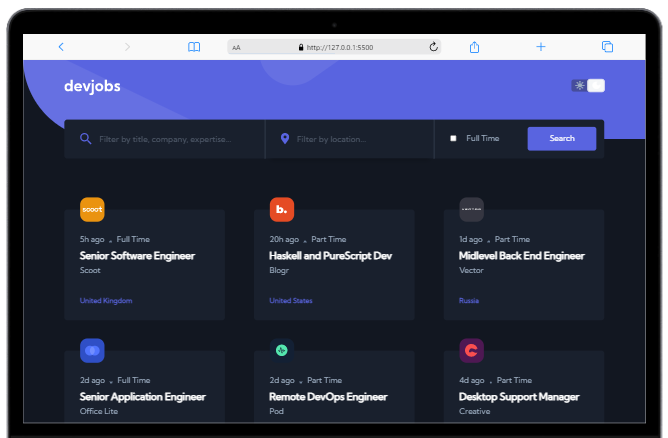 AA
http://127.0.0.1:5500
devjobs
Filter by title, company, expertise...
Filter by location...
Full Time
Search
scoot
b.
5h ago . Full Time
Senior Software Engineer
Scoot
United Kingdom
20h ago . Part Time
Haskell and PureScript Dev
Blogr
United States
1d ago . Part Time
Midlevel Back End Engineer
Vector
Russia
2d ago . Full Time
Senior Application Engineer
Office Lite
2d ago . Part Time
Remote DevOps Engineer
Pod
4d ago . Part Time
Desktop Support Manager
Creative